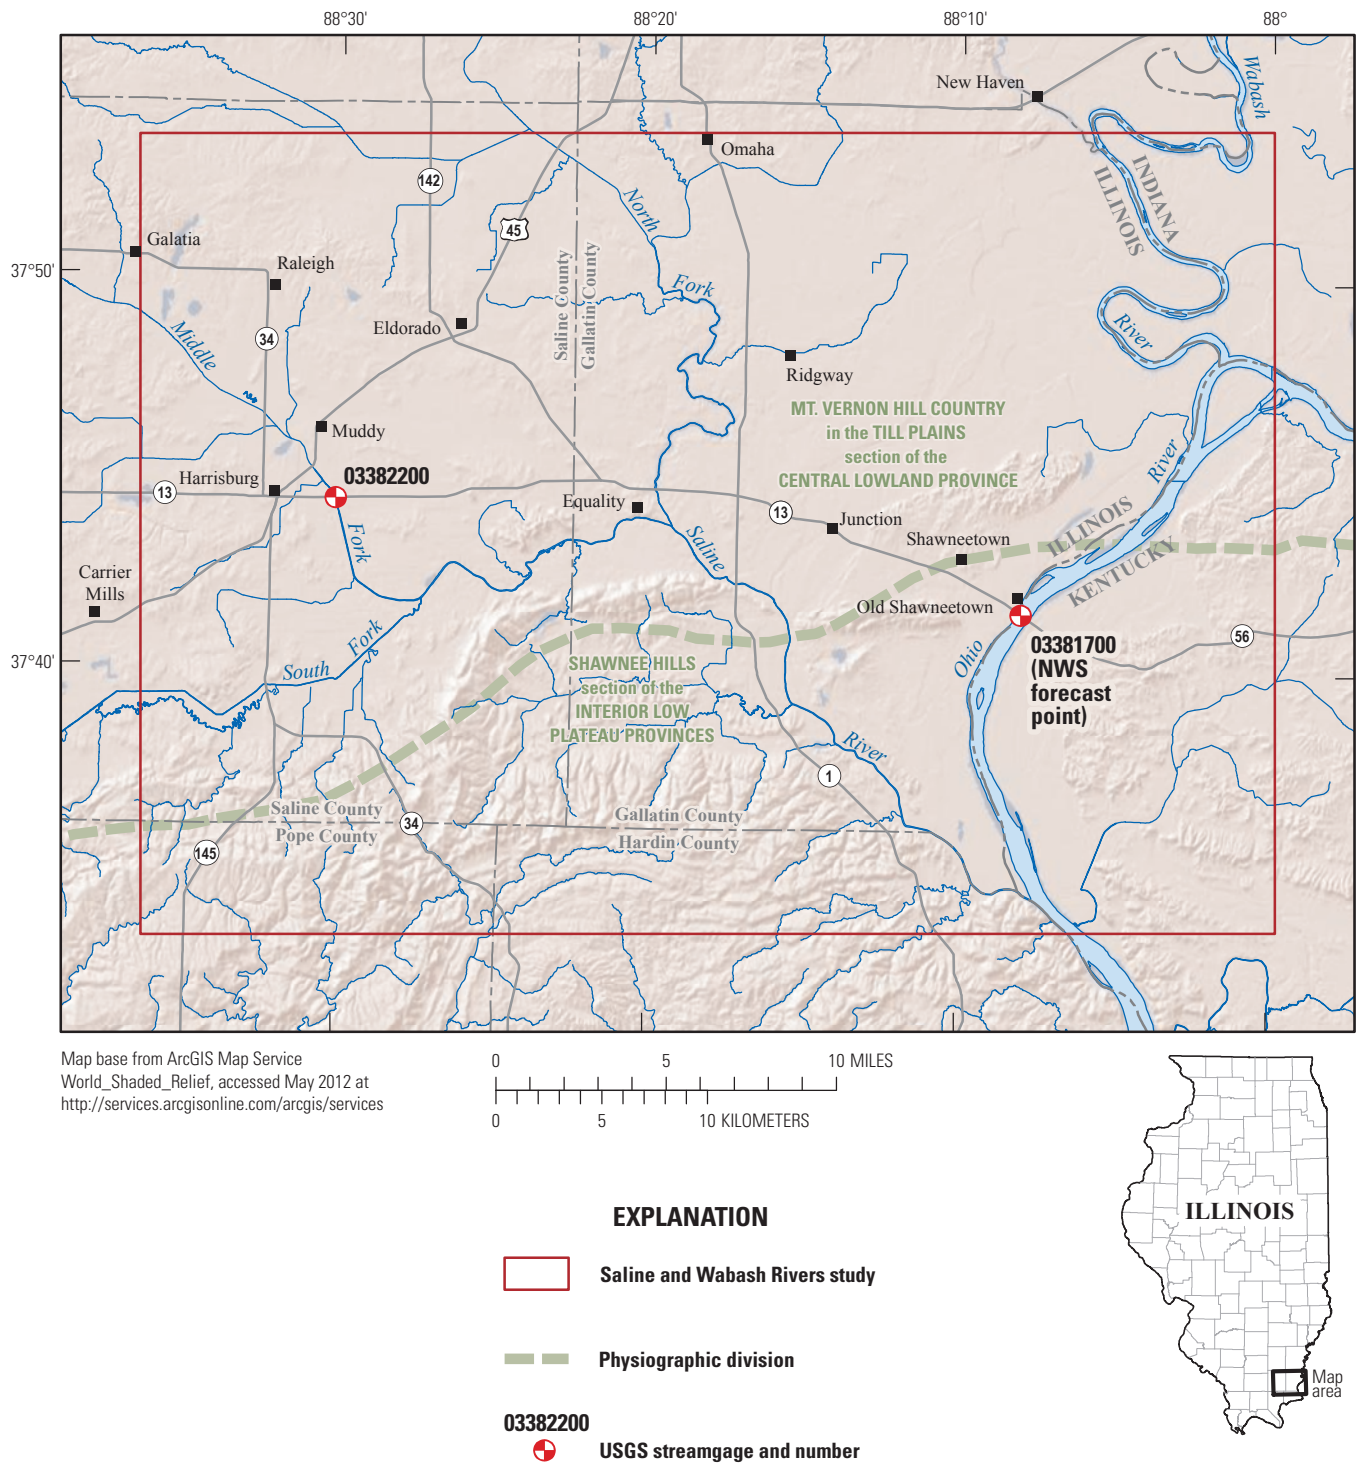 88°30'
88°20'
88°10'
88°
New Haven
Wabash
Omaha
INDIANA
ILLINOIS
142
North
45
Galatia
Raleigh
37°50'
Saline County
Gallatin County
Fork
Eldorado
Middle
34
River
Ridgway
MT. VERNON HILL COUNTRY
in the TILL PLAINS
section of the
CENTRAL LOWLAND PROVINCE
Muddy
River
Harrisburg
03382200
13
Equality
13
Junction
ILLINOIS
Fork
Saline
Shawneetown
KENTUCKY
Carrier
Mills
Old Shawneetown
Fork
56
03381700
(NWS
forecast
point)
37°40'
South
SHAWNEE HILLS
section of the
INTERIOR LOW
PLATEAU PROVINCES
Ohio
River
1
Saline County
Pope County
34
Gallatin County
Hardin County
145
Map base from ArcGIS Map Service
World_Shaded_Relief, accessed May 2012 at
http://services.arcgisonline.com/arcgis/services
0 5 10 MILES
0 5 10 KILOMETERS
ILLINOIS
Map
area
EXPLANATION
Saline and Wabash Rivers study
Physiographic division
03382200
USGS streamgage and number